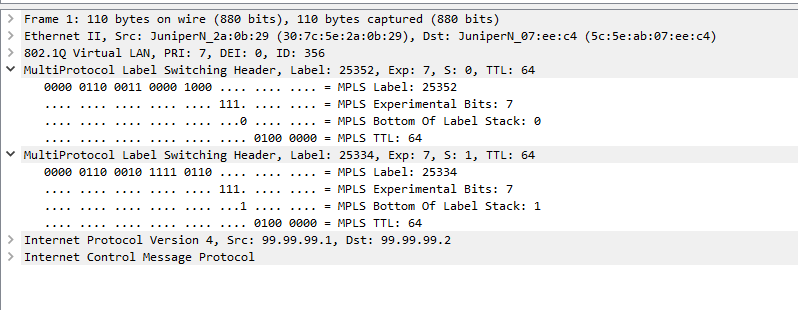 Frame 1: 110 bytes on wire (880 bits), 110 bytes captured (880 bits)
Ethernet II, Src: JuniperN_2a:0b:29 (30:7c:5e:2a:0b:29), Dst: JuniperN_07:ee:c4 (5c:5e:ab:07:ee:c4)
802.1Q Virtual LAN, PRI: 7, DEI: 0, ID: 356
MultiProtocol Label Switching Header, Label: 25352, Exp: 7, S: 0, TTL: 64
0000 0110 0011 0000 1000 .... .... .... = MPLS Label: 25352
.... .... .... .... .... 111. .... .... = MPLS Experimental Bits: 7
.... .... .... .... .... ...0 .... .... = MPLS Bottom Of Label Stack: 0
.... .... .... .... .... .... 0100 0000 = MPLS TTL: 64
MultiProtocol Label Switching Header, Label: 25334, Exp: 7, S: 1, TTL: 64
0000 0110 0010 1111 0110 .... .... .... = MPLS Label: 25334
.... .... .... .... .... 111. .... .... = MPLS Experimental Bits: 7
.... .... .... .... .... ...1 .... .... = MPLS Bottom Of Label Stack: 1
.... .... .... .... .... .... 0100 0000 = MPLS TTL: 64
Internet Protocol Version 4, Src: 99.99.99.1, Dst: 99.99.99.2
Internet Control Message Protocol